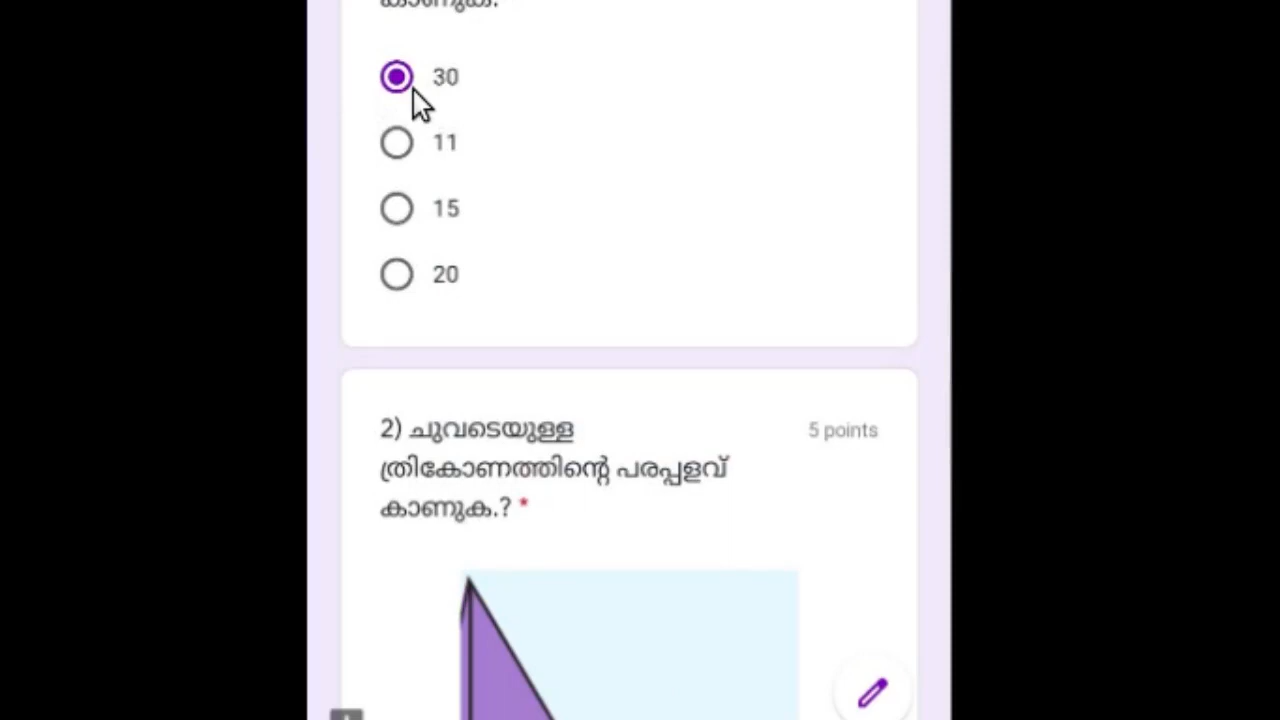 കാണുക.
30
11
15
20
2) ചുവടെയുള്ള
5 points
ത്രികോണത്തിന്റെ പരപ്പളവ്
കാണുക.? *